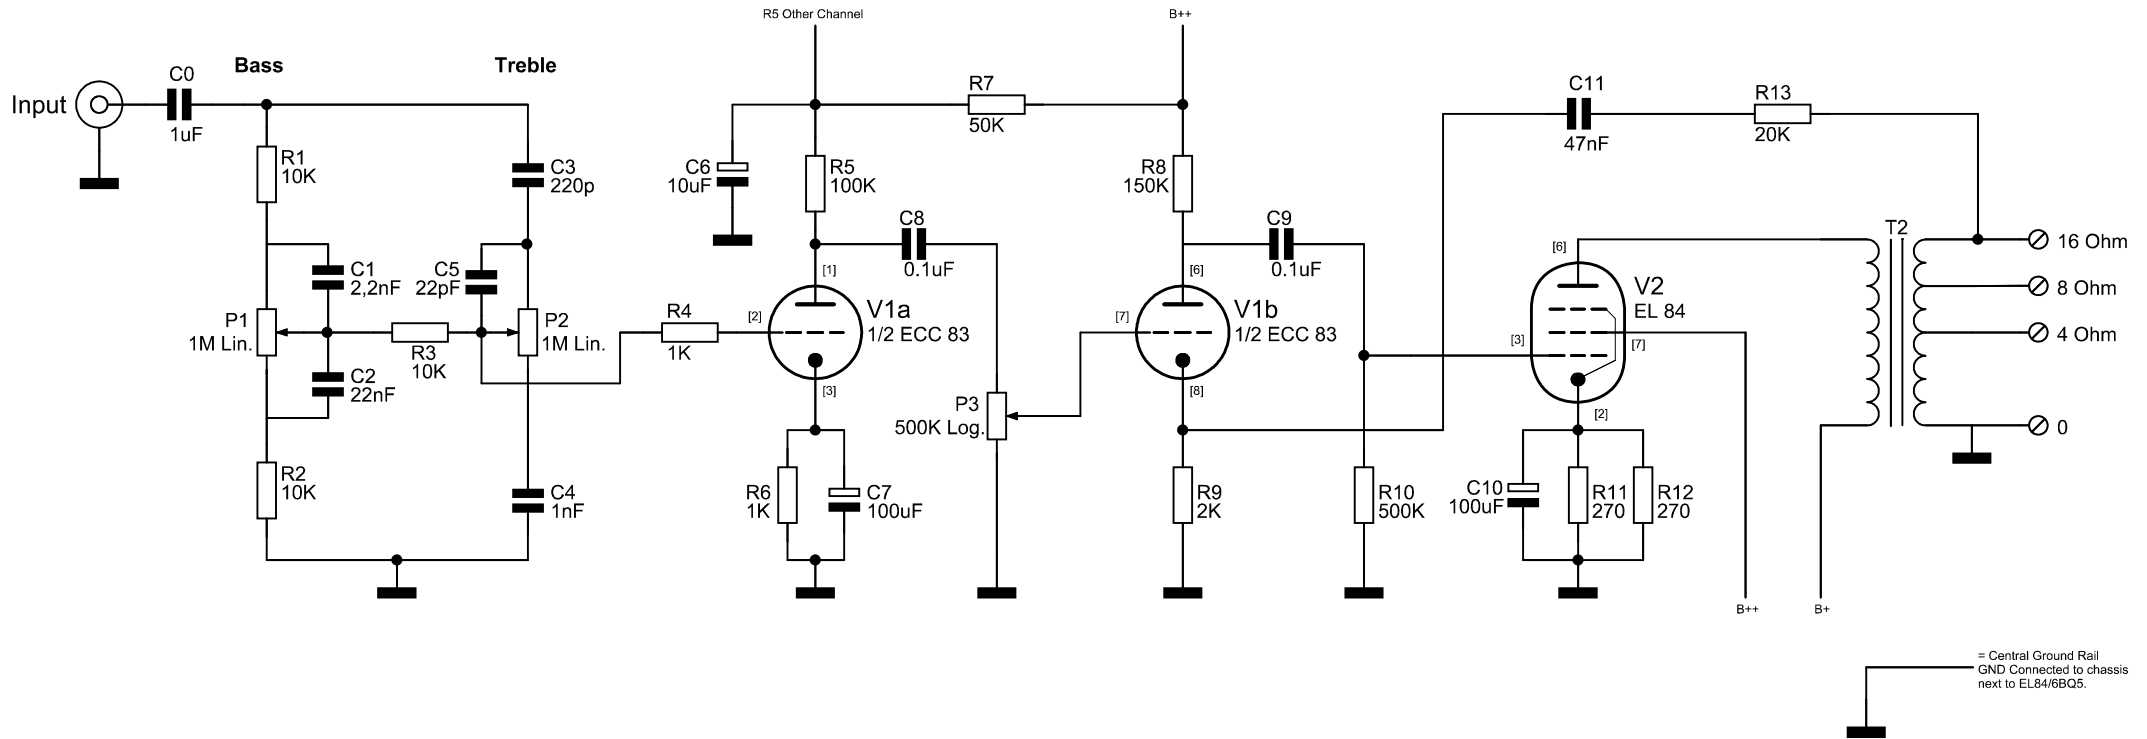 R5 Other Channel
B++
Bass
Treble
Input
C0
1uF
R1
10K
C3
220p
C1
2,2nF
C5
22pF
P1
1M Lin.
R3
10K
P2
1M Lin.
C2
22nF
R2
10K
C4
1nF
R4
1K
C6
10uF
R5
100K
R7
50K
C8
0.1uF
[1]
[2]
V1a
1/2 ECC 83
[3]
R6
1K
C7
100uF
P3
500K Log.
R8
150K
C9
0.1uF
[6]
[7]
V1b
1/2 ECC 83
[8]
R9
2K
R10
500K
C11
47nF
R13
20K
[6]
V2
EL 84
[3]
[7]
[2]
C10
100uF
R11
270
R12
270
B++
B+
T2
16 Ohm
8 Ohm
4 Ohm
0
= Central Ground Rail
GND Connected to chassis
next to EL84/6BQ5.